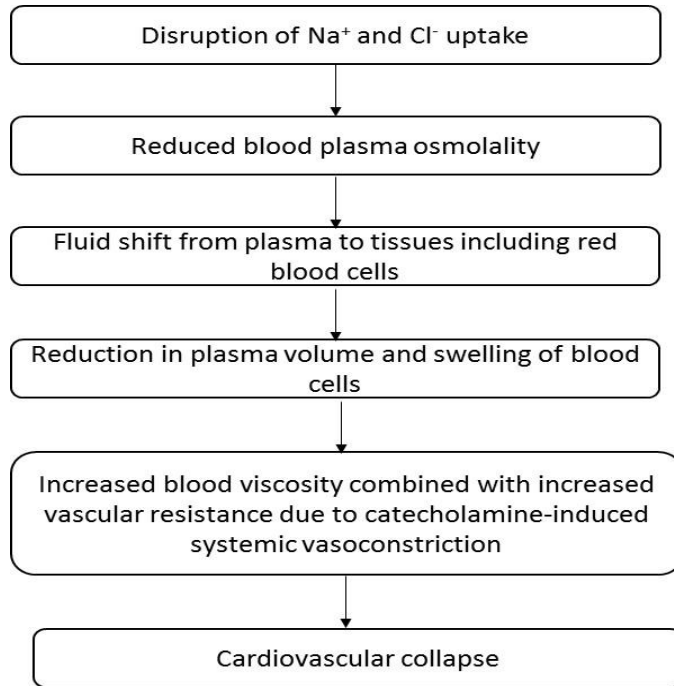 Disruption of Na⁺ and Cl⁻ uptake
Reduced blood plasma osmolality
Fluid shift from plasma to tissues including red
blood cells
Reduction in plasma volume and swelling of blood
cells
Increased blood viscosity combined with increased
vascular resistance due to catecholamine-induced
systemic vasoconstriction
Cardiovascular collapse